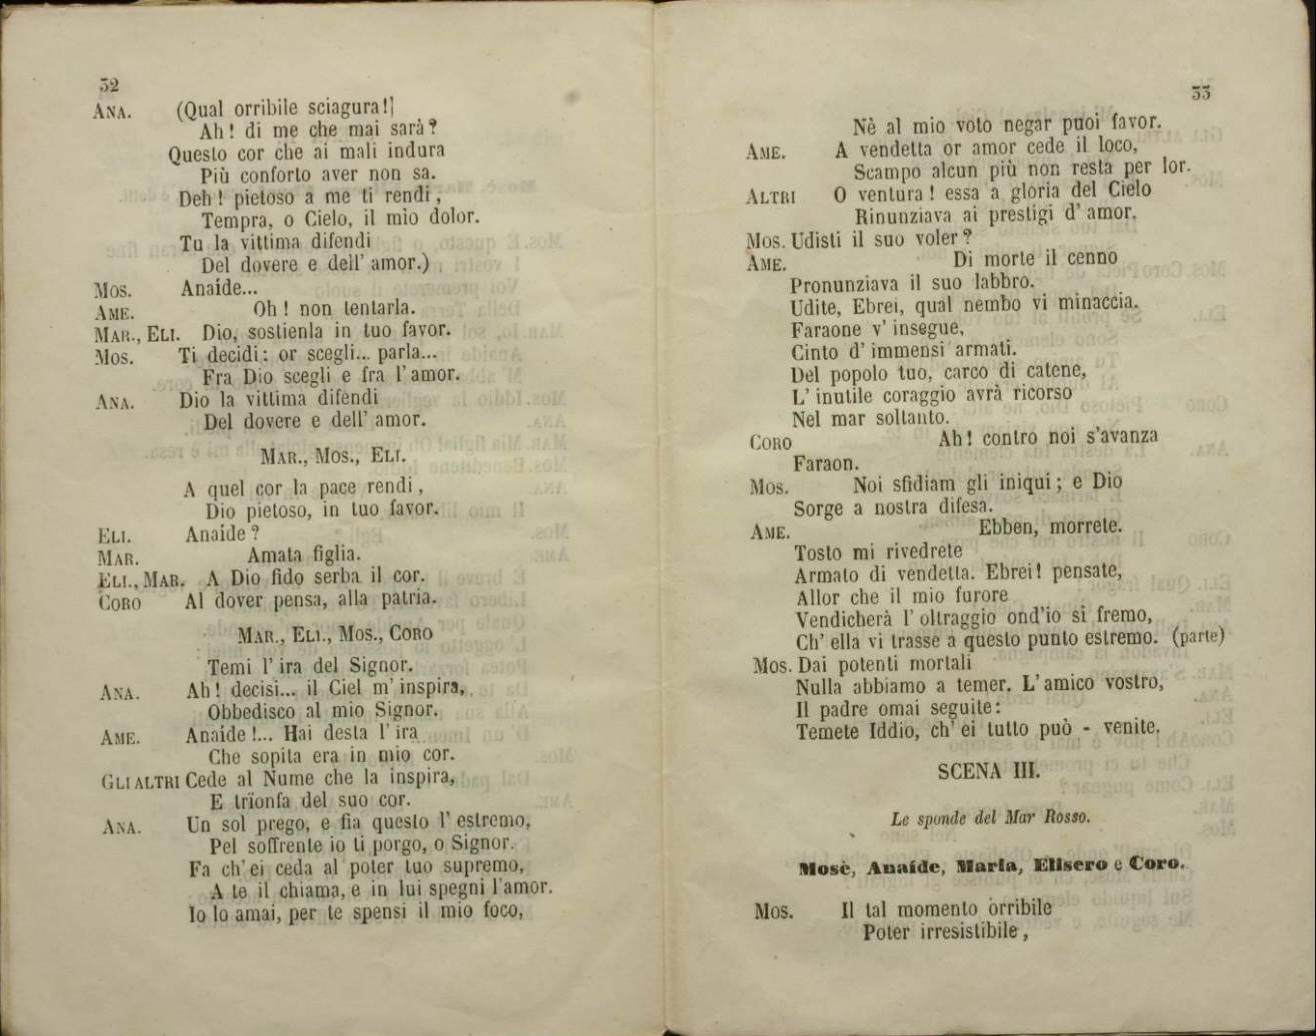 32
ANA. (Qual orribile sciagura!]
Ah! di me che mai sarà?
Questo cor che ai mali indura
Più conforto aver non sa.
Deh! pietoso a me ti rendi,
Tempra, o Cielo, il mio dolor.
Tu la vittima difendi
Del dovere e dell' amor.)
MOS. Anaide...
AME. Oh! non tentarla.
MAR., ELI. Dio, sostienla in tuo favor.
MOS. Ti decidi: or scegli... parla...
Fra Dio scegli e fra l'amor.
ANA. Dio la vittima difendi
Del dovere e dell' amor.
MAR., MOS., ELI.
A quel cor la pace rendi,
Dio pietoso, in tuo favor.
ELI. Anaide?
MAR. Amata figlia.
ELI., MAR. A Dio fido serba il cor.
CORO Al dover pensa, alla patria.
MAR., ELI., MOS., CORO
Temi l'ira del Signor.
ANA. Ah! decisi... il Ciel m'inspira,
Obbedisco al mio Signor.
AME. Anaíde!... Hai desta l'ira
Che sopita era in mio cor.
GLI ALTRI Cede al Nume che la inspira,
E trïonfa del suo cor.
ANA. Un sol prego, e fia questo l'estremo,
Pel soffrente io ti porgo, o Signor.
Fa ch'ei ceda al poter tuo supremo,
A te il chiama, e in lui spegni l'amor.
Io lo amai, per te spensi il mio foco,
33
Nè al mio voto negar puoi favor.
AME. A vendetta or amor cede il loco,
Scampo alcun più non resta per lor.
ALTRI O ventura! essa a gloria del Cielo
Rinunziava ai prestigi d'amor.
MOS. Udisti il suo voler?
AME. Di morte il cenno
Pronunziava il suo labbro.
Udite, Ebrei, qual nembo vi minaccia.
Faraone v'insegue,
Cinto d'immensi armati.
Del popolo tuo, carco di catene,
L'inutile coraggio avrà ricorso
Nel mar soltanto.
CORO Ah! contro noi s'avanza
Faraon.
MOS. Noi sfidiam gli iniqui; e Dio
Sorge a nostra difesa.
AME. Ebben, morrete.
Tosto mi rivedrete
Armato di vendetta. Ebrei! pensate,
Allor che il mio furore
Vendicherà l'oltraggio ond'io si fremo,
Ch'ella vi trasse a questo punto estremo. (parte)
MOS. Dai potenti mortali
Nulla abbiamo a temer. L'amico vostro,
Il padre omai seguite:
Temete Iddio, ch'ei tutto può - venite.
SCENA III.
Le sponde del Mar Rosso.
Mosè, Anaíde, Maria, Elisero e Coro.
MOS. Il tal momento orribile
Poter irresistibile,